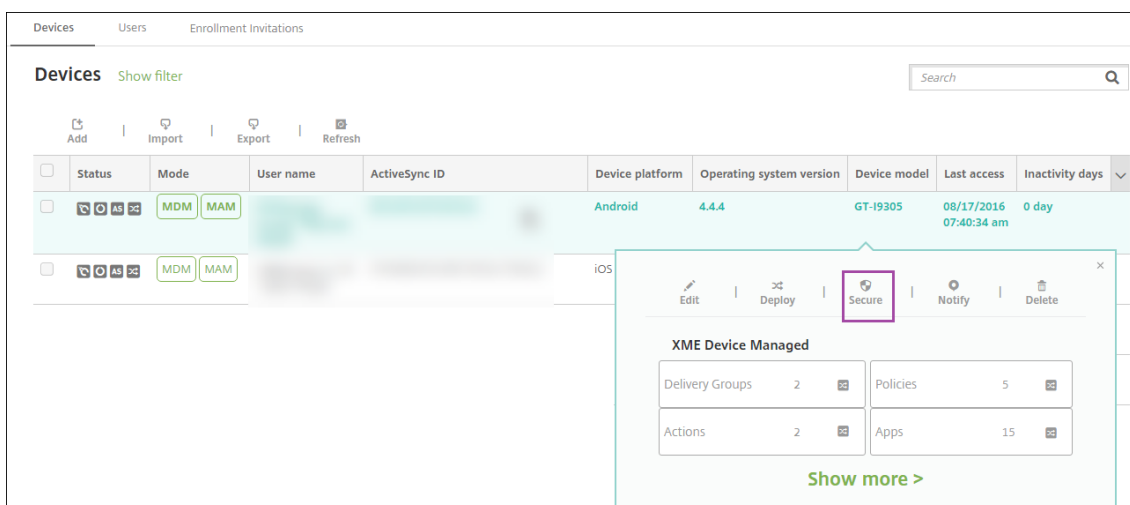 Devices Users Enrollment Invitations
Devices Show filter Search
Add | Import | Export | Refresh
Status Mode User name ActiveSync ID Device platform Operating system version Device model Last access Inactivity days
AS MDM MAM Android 4.4.4 GT-I9305 08/17/2016 0 day
07:40:34 am
AS MDM MAM iOS
Edit | Deploy | Secure | Notify | Delete
XME Device Managed
Delivery Groups 2 Policies 5
Actions 2 Apps 15
Show more >